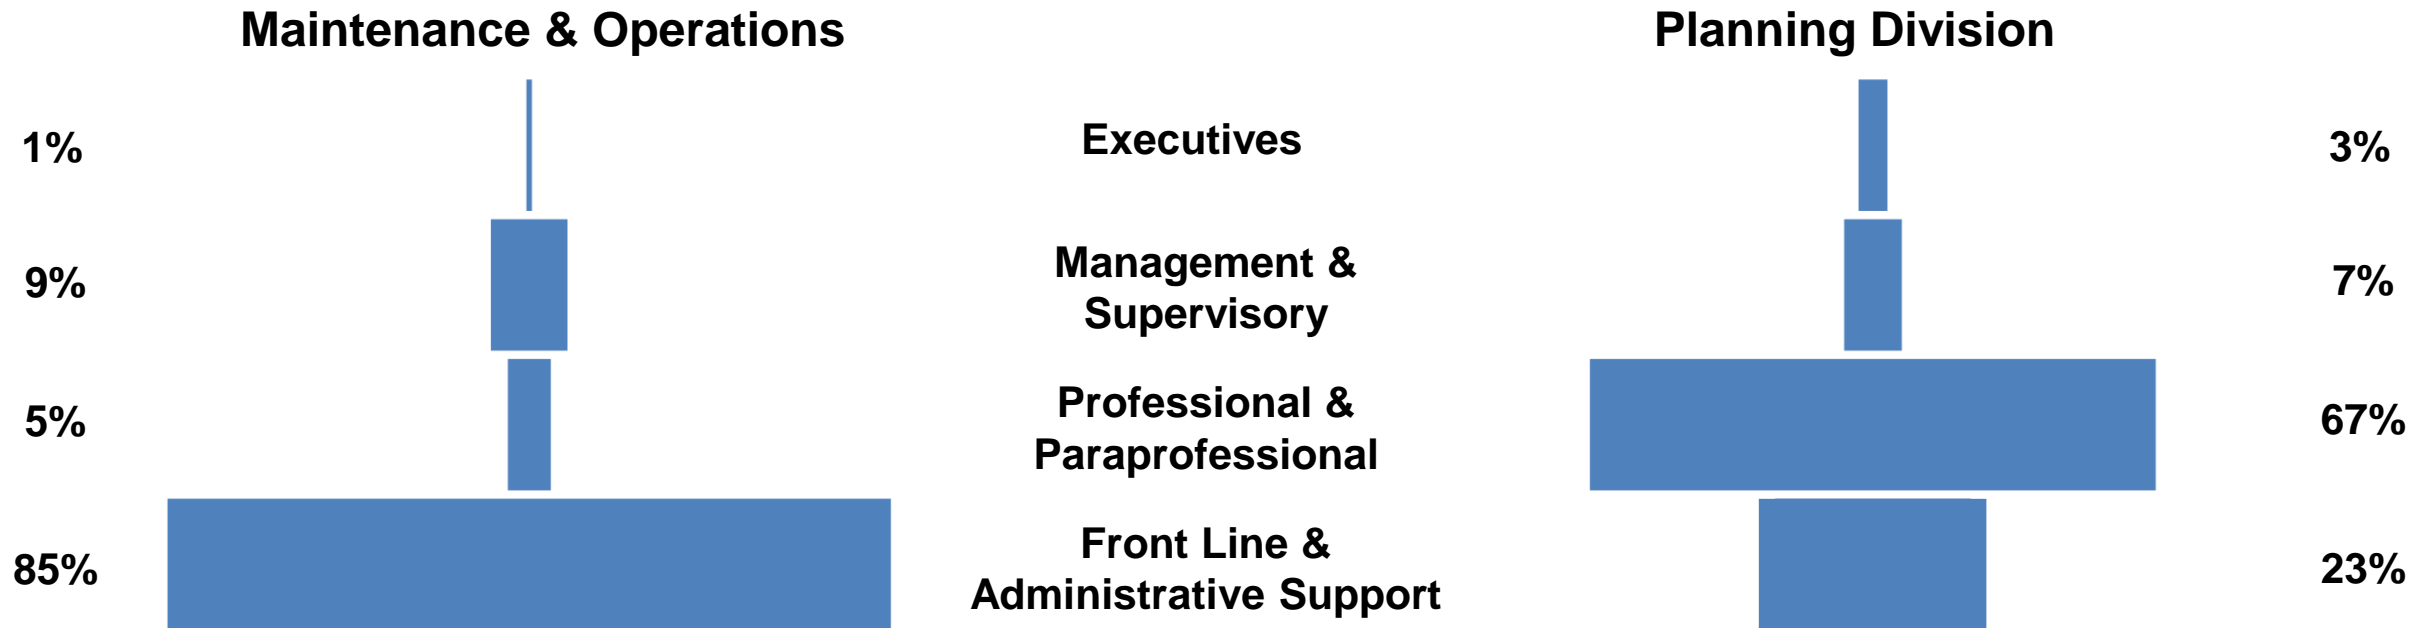 Maintenance & Operations
Planning Division
1%
Executives
3%
9%
Management &
Supervisory
7%
5%
Professional &
Paraprofessional
67%
85%
Front Line &
Administrative Support
23%